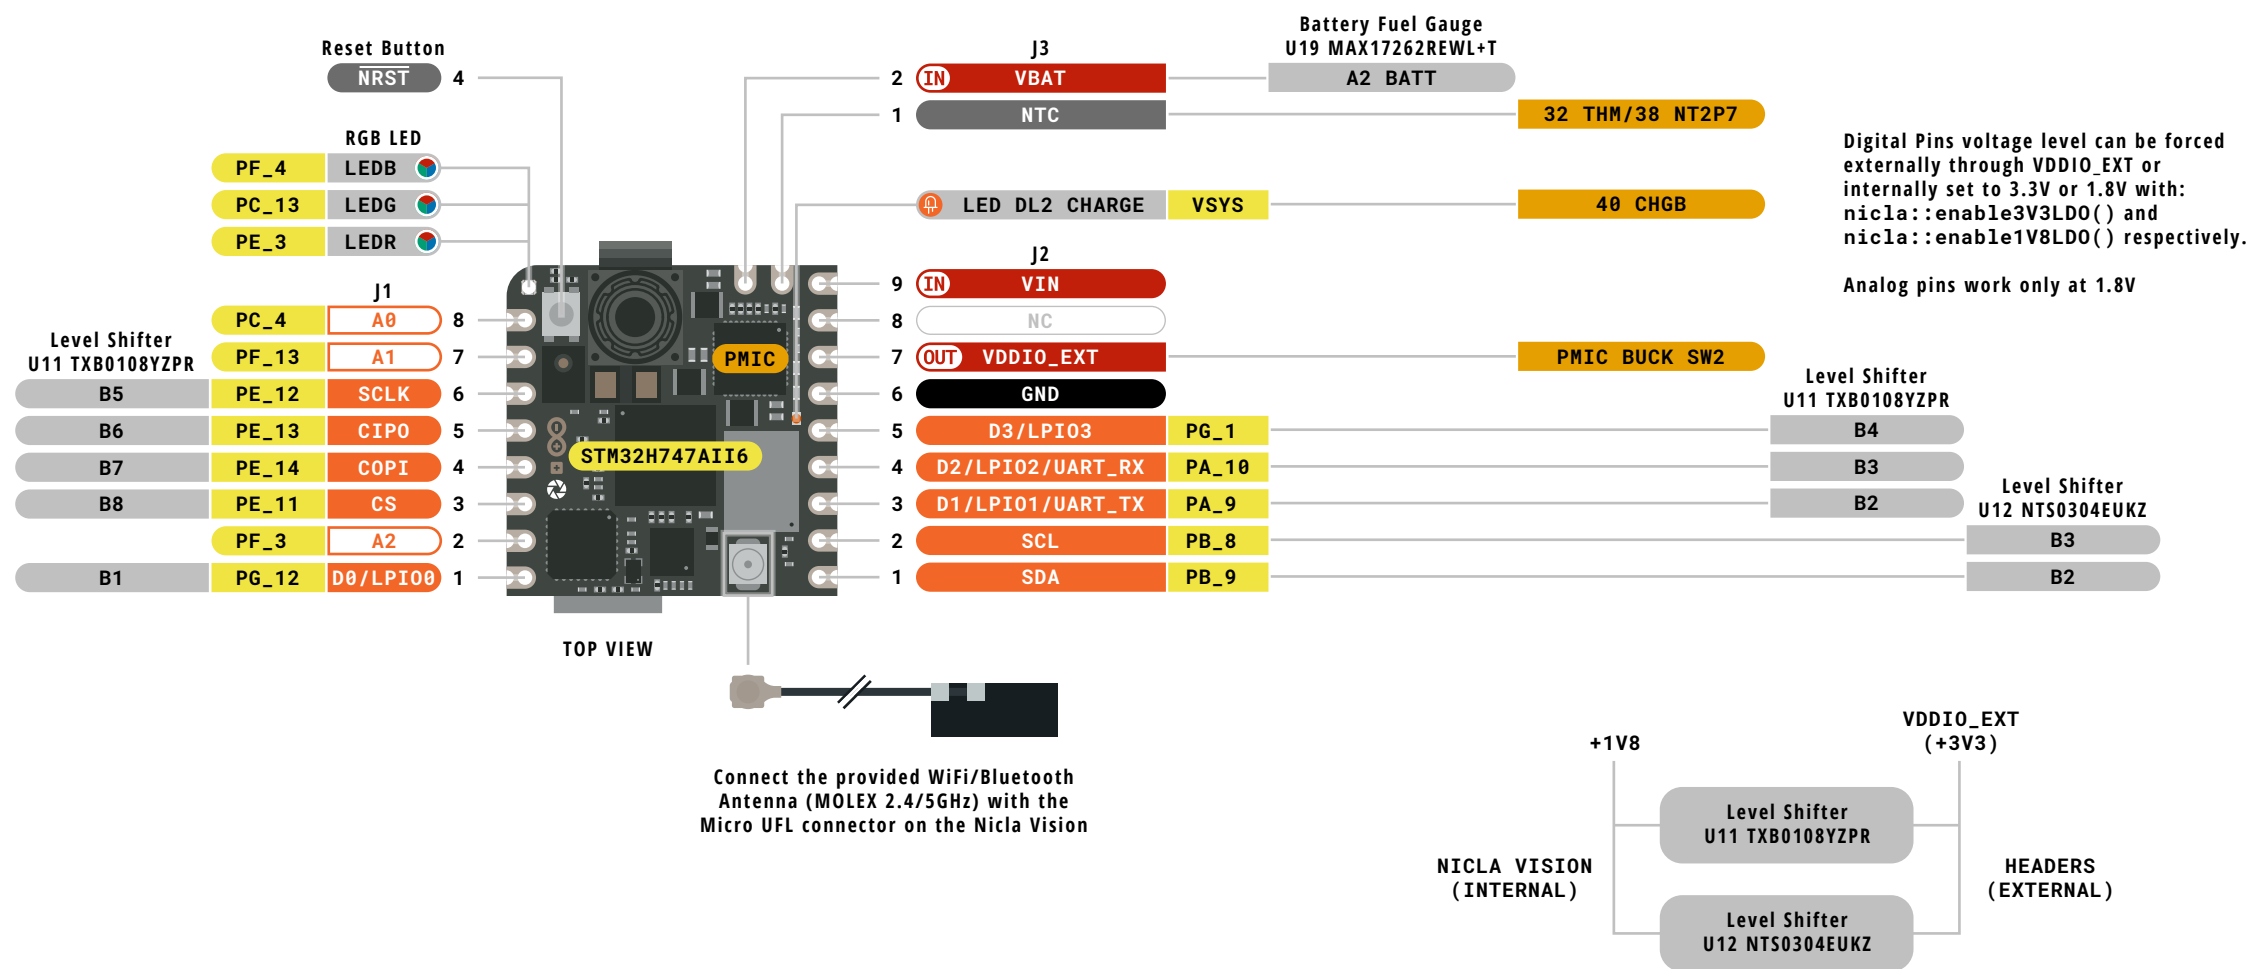 Reset Button
NRST 4
RGB LED
PF_4 LEDB
PC_13 LEDG
PE_3 LEDR
J1
PC_4 A0 8
Level Shifter
U11 TXB0108YZPR
PF_13 A1 7
B5 PE_12 SCLK 6
B6 PE_13 CIPO 5
B7 PE_14 COPI 4
B8 PE_11 CS 3
PF_3 A2 2
B1 PG_12 D0/LPIO0 1
PMIC
STM32H747AII6
TOP VIEW
J3
Battery Fuel Gauge
U19 MAX17262REWL+T
2 IN VBAT A2 BATT
1 NTC 32 THM/38 NT2P7
LED DL2 CHARGE VSYS 40 CHGB
J2
9 IN VIN
8 NC
7 OUT VDDIO_EXT PMIC BUCK SW2
6 GND
Level Shifter
U11 TXB0108YZPR
5 D3/LPIO3 PG_1 B4
4 D2/LPIO2/UART_RX PA_10 B3
3 D1/LPIO1/UART_TX PA_9 B2
Level Shifter
U12 NTS0304EUKZ
2 SCL PB_8 B3
1 SDA PB_9 B2
Digital Pins voltage level can be forced
externally through VDDIO_EXT or
internally set to 3.3V or 1.8V with:
nicla::enable3V3LDO() and
nicla::enable1V8LDO() respectively.
Analog pins work only at 1.8V
Connect the provided WiFi/Bluetooth
Antenna (MOLEX 2.4/5GHz) with the
Micro UFL connector on the Nicla Vision
+1V8
VDDIO_EXT
(+3V3)
Level Shifter
U11 TXB0108YZPR
NICLA VISION
(INTERNAL)
HEADERS
(EXTERNAL)
Level Shifter
U12 NTS0304EUKZ